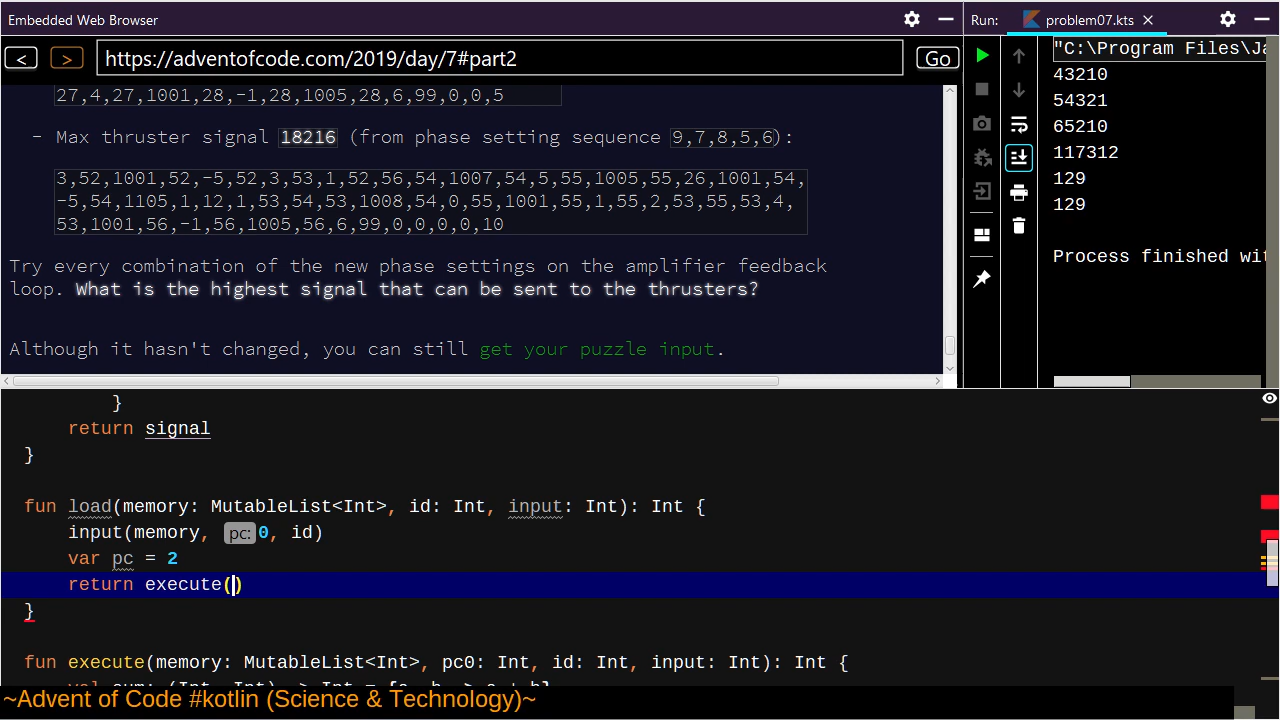 Embedded Web Browser
Run: problem07.kts
< > https://adventofcode.com/2019/day/7#part2 Go
27,4,27,1001,28,-1,28,1005,28,6,99,0,0,5
- Max thruster signal 18216 (from phase setting sequence 9,7,8,5,6):
3,52,1001,52,-5,52,3,53,1,52,56,54,1007,54,5,55,1005,55,26,1001,54,
-5,54,1105,1,12,1,53,54,53,1008,54,0,55,1001,55,1,55,2,53,55,53,4,
53,1001,56,-1,56,1005,56,6,99,0,0,0,0,10
Try every combination of the new phase settings on the amplifier feedback
loop. What is the highest signal that can be sent to the thrusters?
Although it hasn't changed, you can still get your puzzle input.
"C:\Program Files\Ja
43210
54321
65210
117312
129
129
Process finished wit
}
return signal
}
fun load(memory: MutableList<Int>, id: Int, input: Int): Int {
input(memory, pc: 0, id)
var pc = 2
return execute()
}
fun execute(memory: MutableList<Int>, pc0: Int, id: Int, input: Int): Int {
~Advent of Code #kotlin (Science & Technology)~